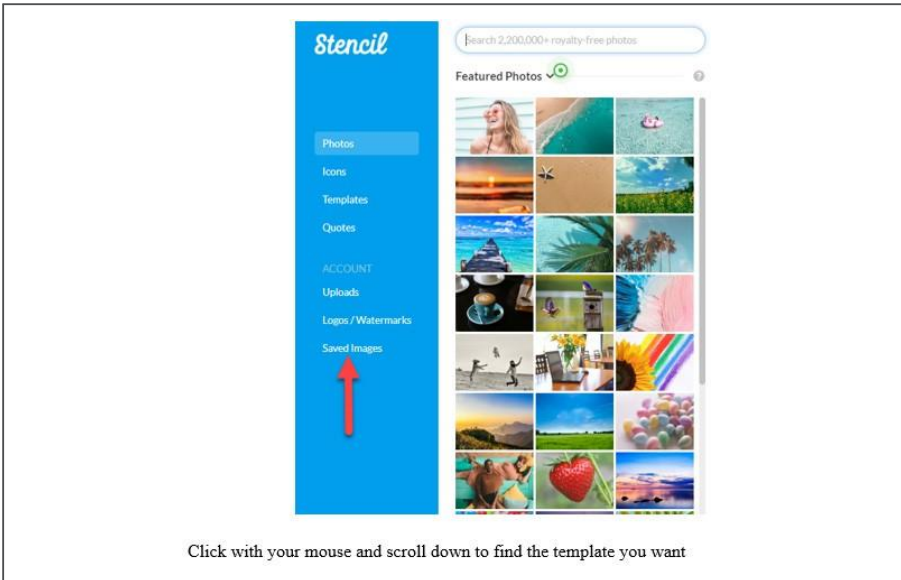 Stencil
Search 2,200,000+ royalty-free photos
Featured Photos
?
Photos
Icons
Templates
Quotes
ACCOUNT
Uploads
Logos / Watermarks
Saved Images
Click with your mouse and scroll down to find the template you want